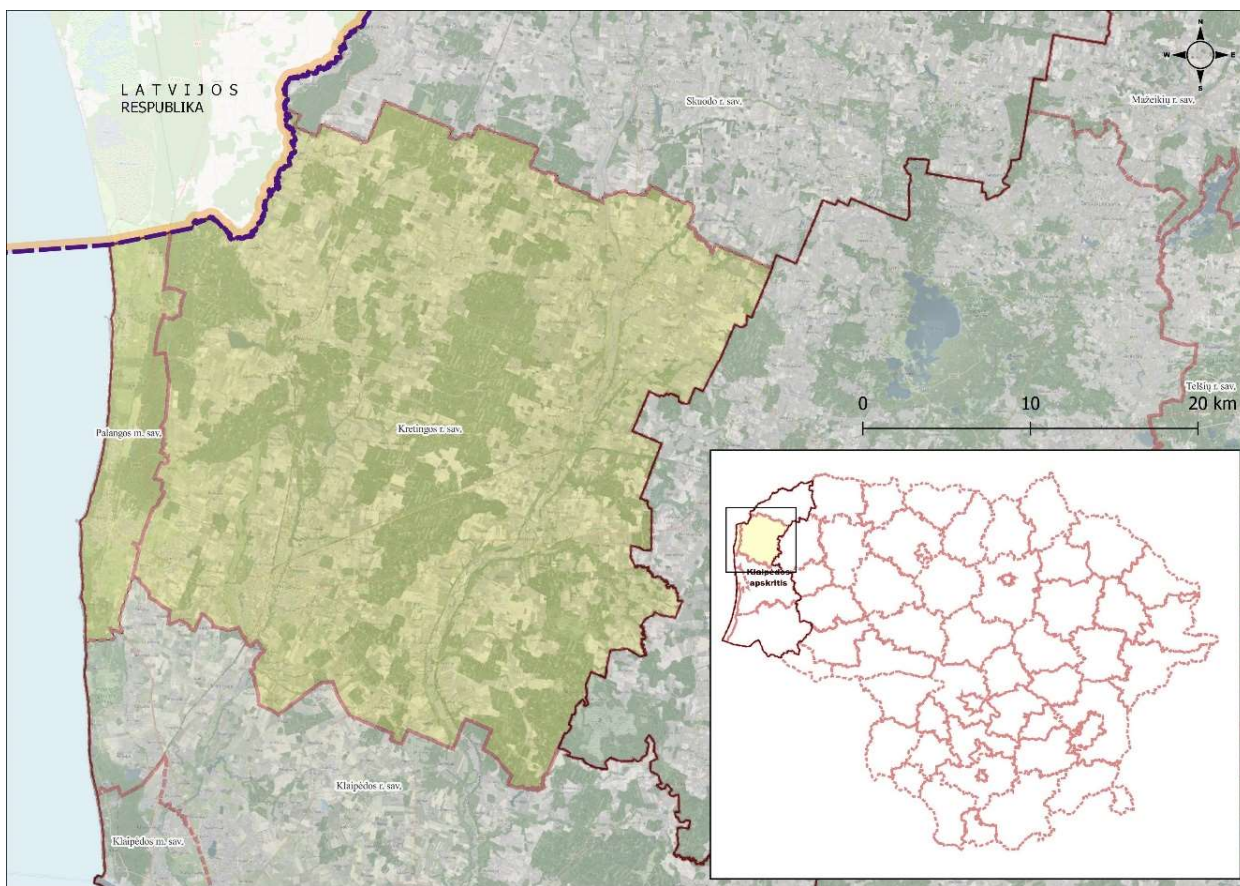 LATVIJOS
RESPUBLIKA
N
W
E
S
Skuodo r. sav.
Mažeikių r. sav.
Telšių r. sav.
Palangos m. sav.
Kretingos r. sav.
0 10 20 km
Klaipėdos r. sav.
Klaipėdos m. sav.
Klaipėdos
apskritis